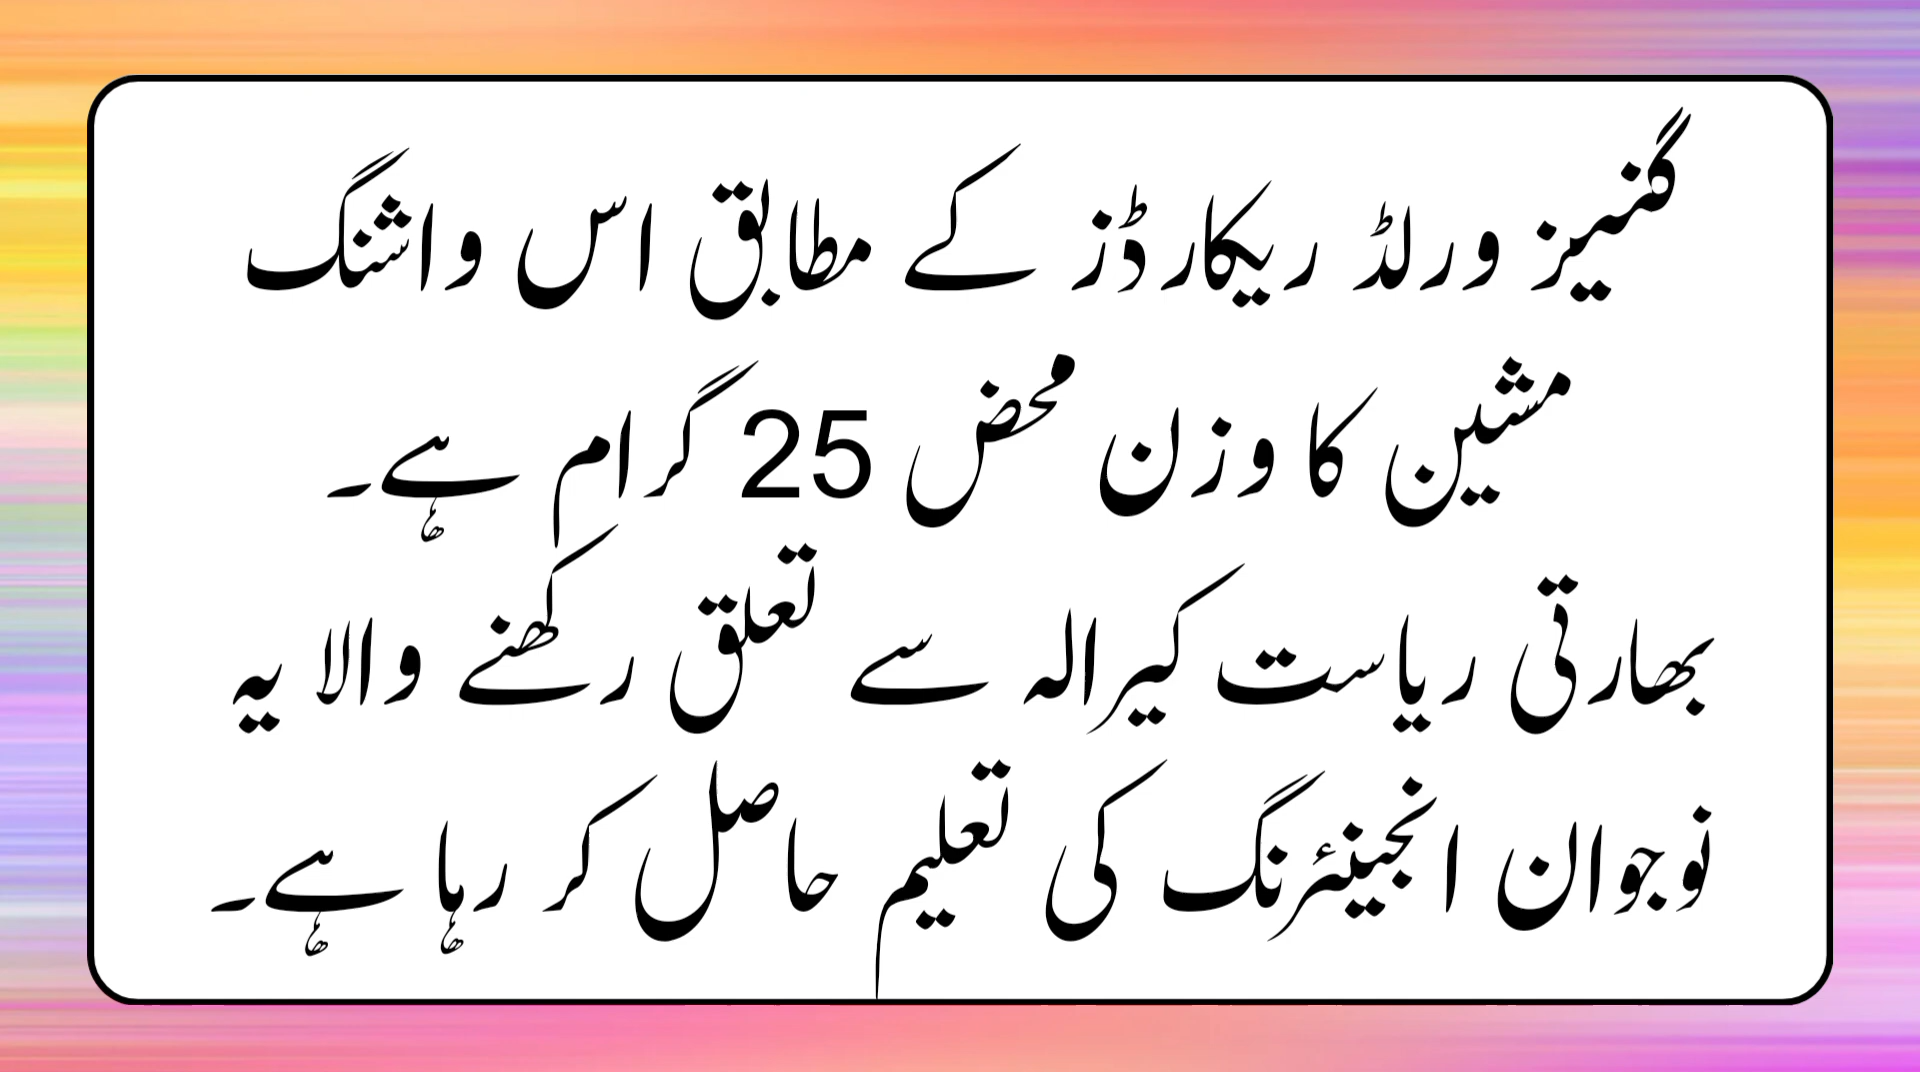 گنیز ورلڈ ریکارڈز کے مطابق اس واشنگ
مشین کا وزن محض 25 گرام ہے۔
بھارتی ریاست کیرالہ سے تعلق رکھنے والا یہ
نوجوان انجینئرنگ کی تعلیم حاصل کر رہا ہے۔